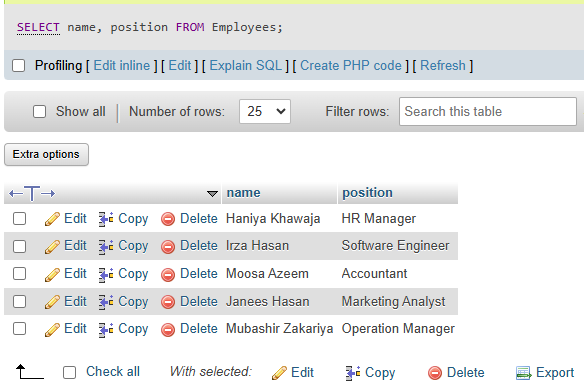 SELECT name, position FROM Employees;
Profiling [ Edit inline ] [ Edit ] [ Explain SQL ] [ Create PHP code ] [ Refresh ]
Show all | Number of rows: 25 Filter rows: Search this table
Extra options
name position
Edit Copy Delete Haniya Khawaja HR Manager
Edit Copy Delete Irza Hasan Software Engineer
Edit Copy Delete Moosa Azeem Accountant
Edit Copy Delete Janees Hasan Marketing Analyst
Edit Copy Delete Mubashir Zakariya Operation Manager
Check all With selected: Edit Copy Delete Export